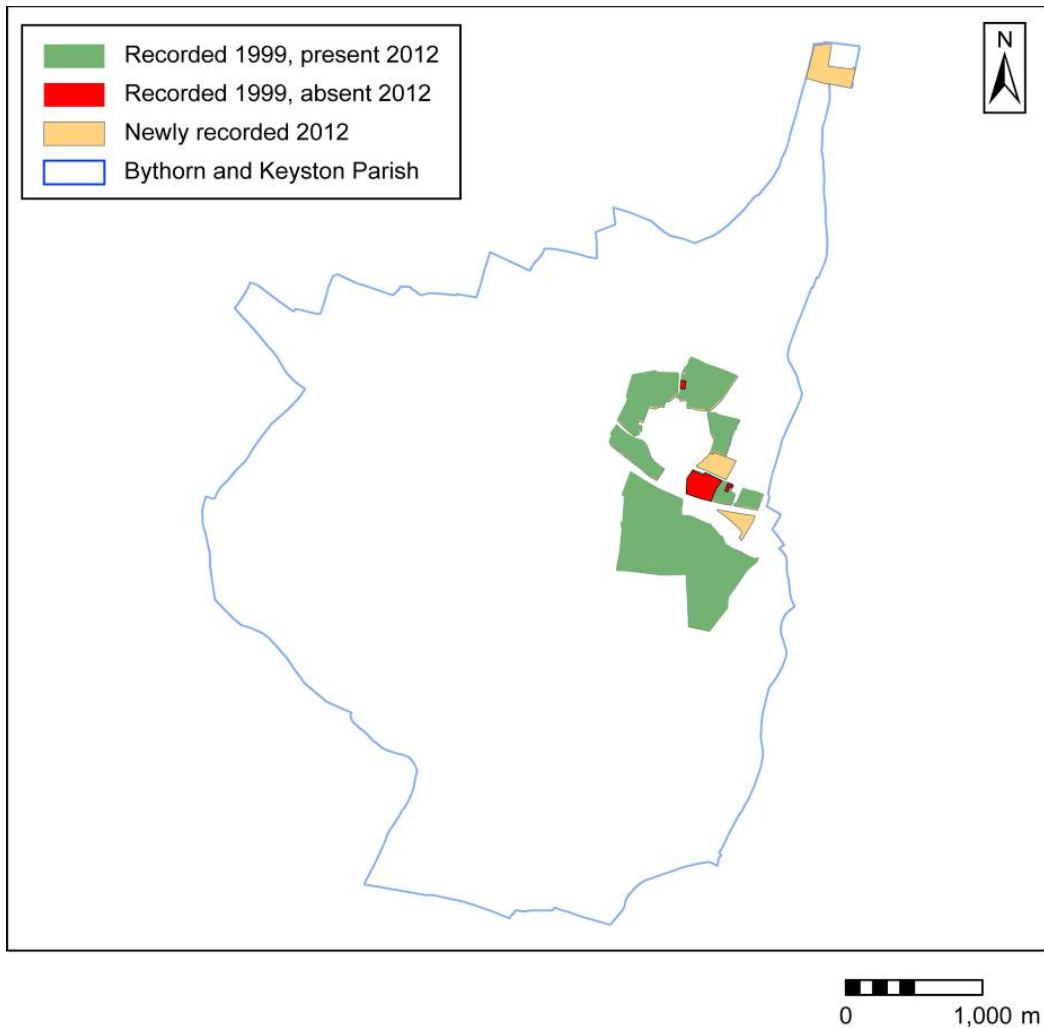 Recorded 1999, present 2012
Recorded 1999, absent 2012
Newly recorded 2012
Bythorn and Keyston Parish
N
0 1,000 m